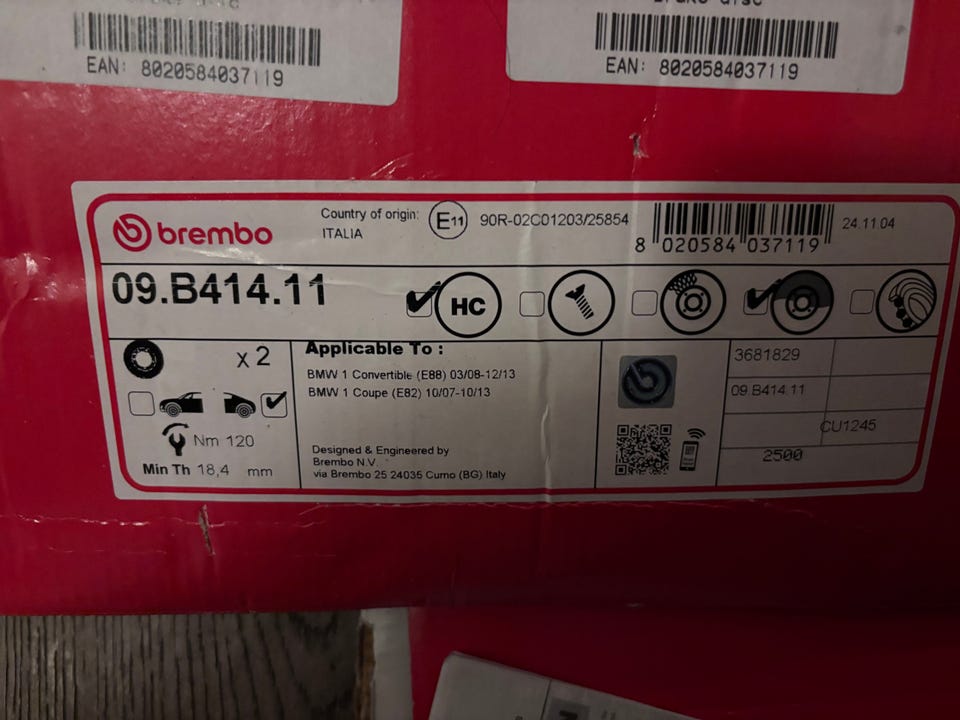 EAN: 8020584037119
Brake disc
EAN: 8020584037119
brembo
Country of origin:
ITALIA
E11
90R-02C01203/25854
8 020584 037119
24.11.04
09.B414.11
HC
x 2
Nm 120
Min Th 18,4 mm
Applicable To :
BMW 1 Convertible (E88) 03/08-12/13
BMW 1 Coupe (E82) 10/07-10/13
Designed & Engineered by
Brembo N.V.
via Brembo 25 24035 Curno (BG) Italy
3681829
09.B414.11
CU1245
2500